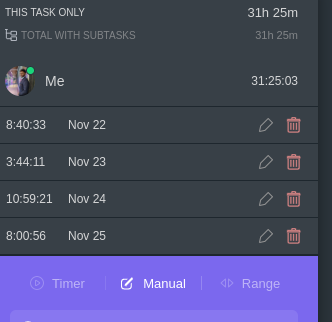 THIS TASK ONLY 31h 25m
TOTAL WITH SUBTASKS 31h 25m
Me 31:25:03
8:40:33 Nov 22
3:44:11 Nov 23
10:59:21 Nov 24
8:00:56 Nov 25
Timer Manual Range